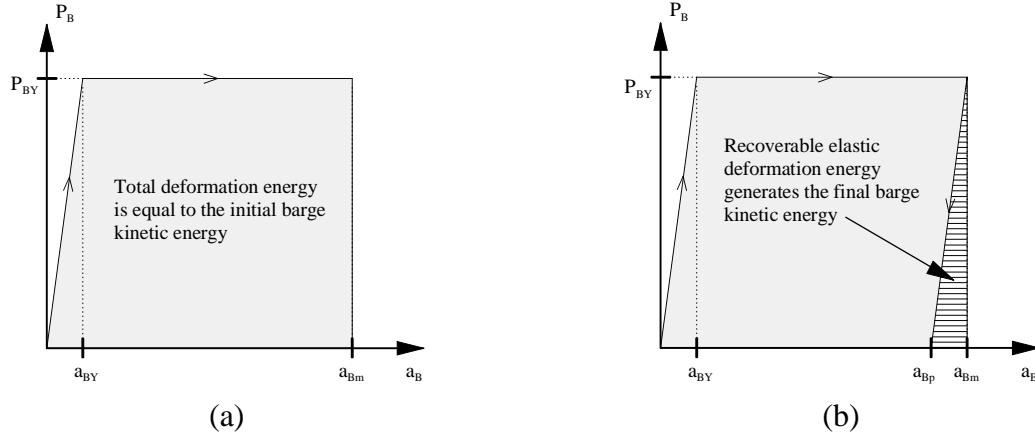 P_B
P_BY
Total deformation energy
is equal to the initial barge
kinetic energy
a_BY
a_Bm
a_B
(a)
P_B
P_BY
Recoverable elastic
deformation energy
generates the final barge
kinetic energy
a_BY
a_Bp
a_Bm
a_B
(b)